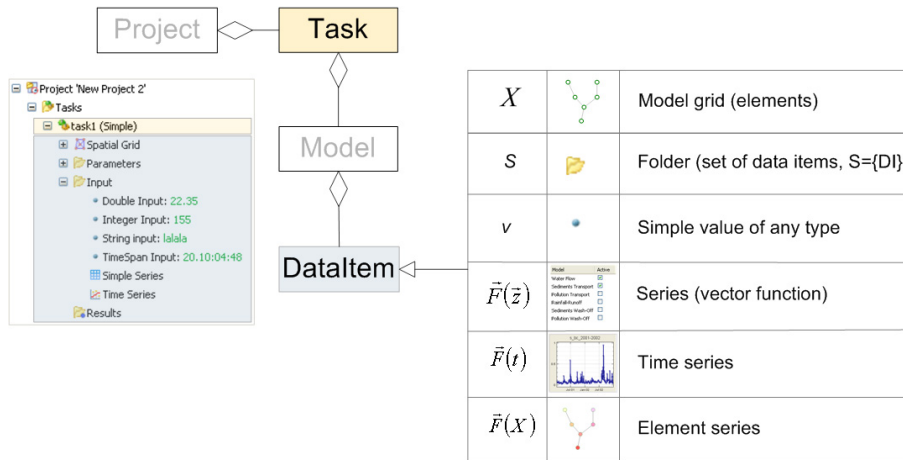 Project
Task
Model
DataItem
Project 'New Project 2'
Tasks
task1 (Simple)
Spatial Grid
Parameters
Input
Double Input: 22.35
Integer Input: 155
String input: lalala
TimeSpan Input: 20.10:04:48
Simple Series
Time Series
Results
X
Model grid (elements)
S
Folder (set of data items, S={DI}
v
Simple value of any type
F⃗(z⃗)
Model Active
Water Flow
Sediments Transport
Pollution Transport
Rainfall-Runoff
Sediments Wash-Off
Pollution Wash-Off
Series (vector function)
F⃗(t)
Time series
F⃗(X)
Element series